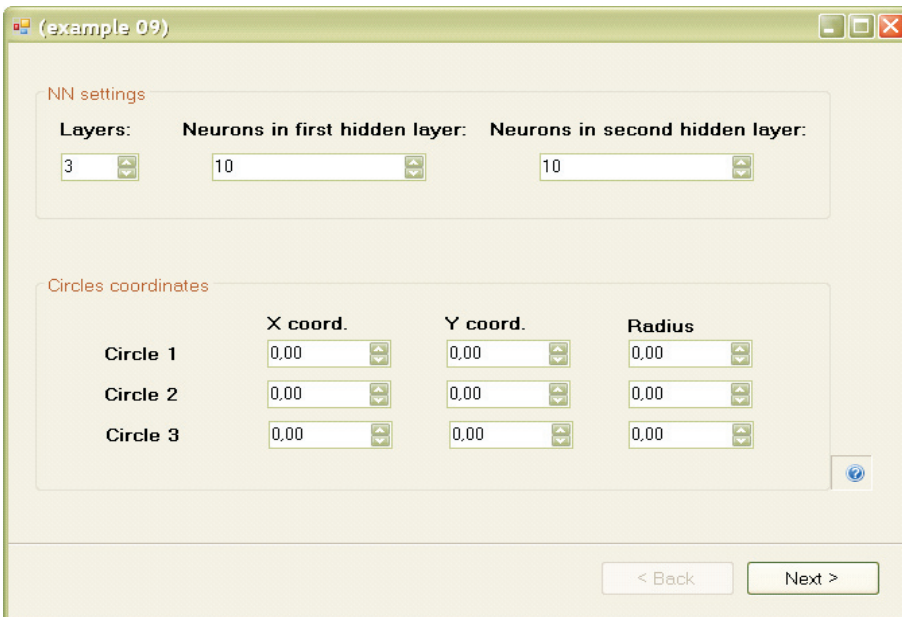 (example 09)
NN settings
Layers: Neurons in first hidden layer: Neurons in second hidden layer:
3 10 10
Circles coordinates
X coord. Y coord. Radius
Circle 1 0,00 0,00 0,00
Circle 2 0,00 0,00 0,00
Circle 3 0,00 0,00 0,00
?
< Back Next >